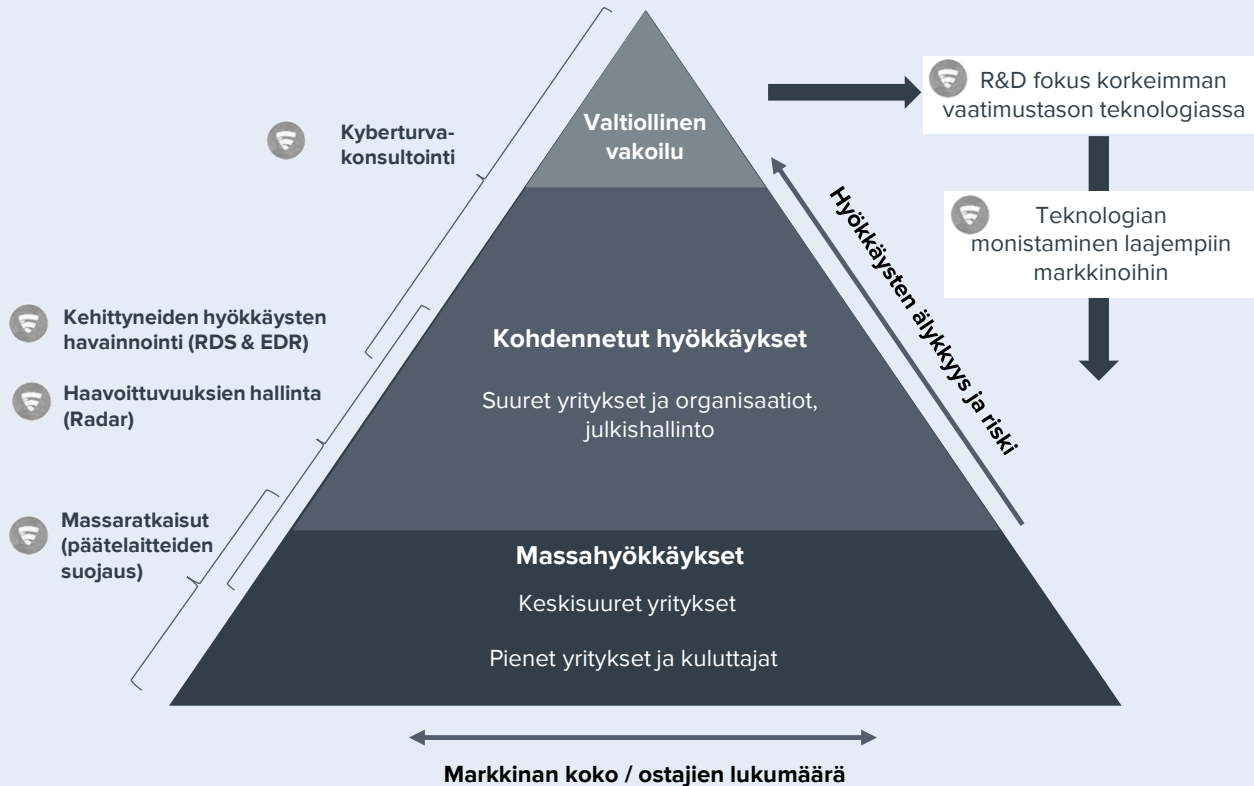 Kyberturva-
konsultointi
Valtiollinen
vakoilu
R&D fokus korkeimman
vaatimustason teknologiassa
Teknologian
monistaminen laajempiin
markkinoihin
Hyökkäysten älykkyys ja riski
Kehittyneiden hyökkäysten
havainnointi (RDS & EDR)
Haavoittuvuuksien hallinta
(Radar)
Massaratkaisut
(päätelaitteiden
suojaus)
Kohdennetut hyökkäykset
Suuret yritykset ja organisaatiot,
julkishallinto
Massahyökkäykset
Keskisuuret yritykset
Pienet yritykset ja kuluttajat
Markkinan koko / ostajien lukumäärä